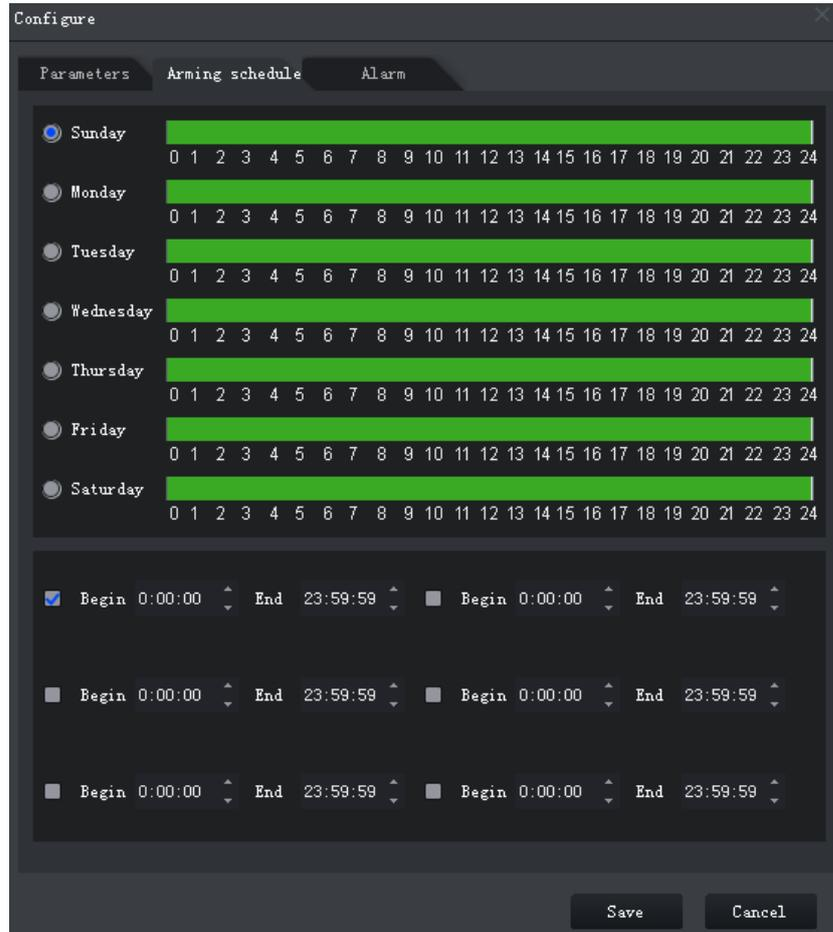 Configure
Parameters Arming schedule Alarm
Sunday
0 1 2 3 4 5 6 7 8 9 10 11 12 13 14 15 16 17 18 19 20 21 22 23 24
Monday
0 1 2 3 4 5 6 7 8 9 10 11 12 13 14 15 16 17 18 19 20 21 22 23 24
Tuesday
0 1 2 3 4 5 6 7 8 9 10 11 12 13 14 15 16 17 18 19 20 21 22 23 24
Wednesday
0 1 2 3 4 5 6 7 8 9 10 11 12 13 14 15 16 17 18 19 20 21 22 23 24
Thursday
0 1 2 3 4 5 6 7 8 9 10 11 12 13 14 15 16 17 18 19 20 21 22 23 24
Friday
0 1 2 3 4 5 6 7 8 9 10 11 12 13 14 15 16 17 18 19 20 21 22 23 24
Saturday
0 1 2 3 4 5 6 7 8 9 10 11 12 13 14 15 16 17 18 19 20 21 22 23 24
Begin 0:00:00 End 23:59:59 Begin 0:00:00 End 23:59:59
Begin 0:00:00 End 23:59:59 Begin 0:00:00 End 23:59:59
Begin 0:00:00 End 23:59:59 Begin 0:00:00 End 23:59:59
Save Cancel